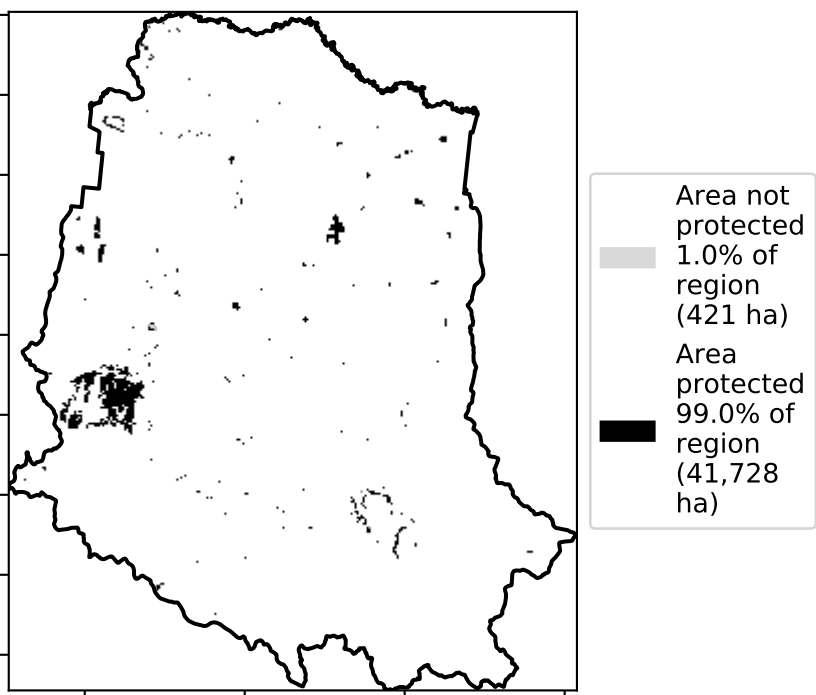 Area not
protected
1.0% of
region
(421 ha)
Area
protected
99.0% of
region
(41,728
ha)